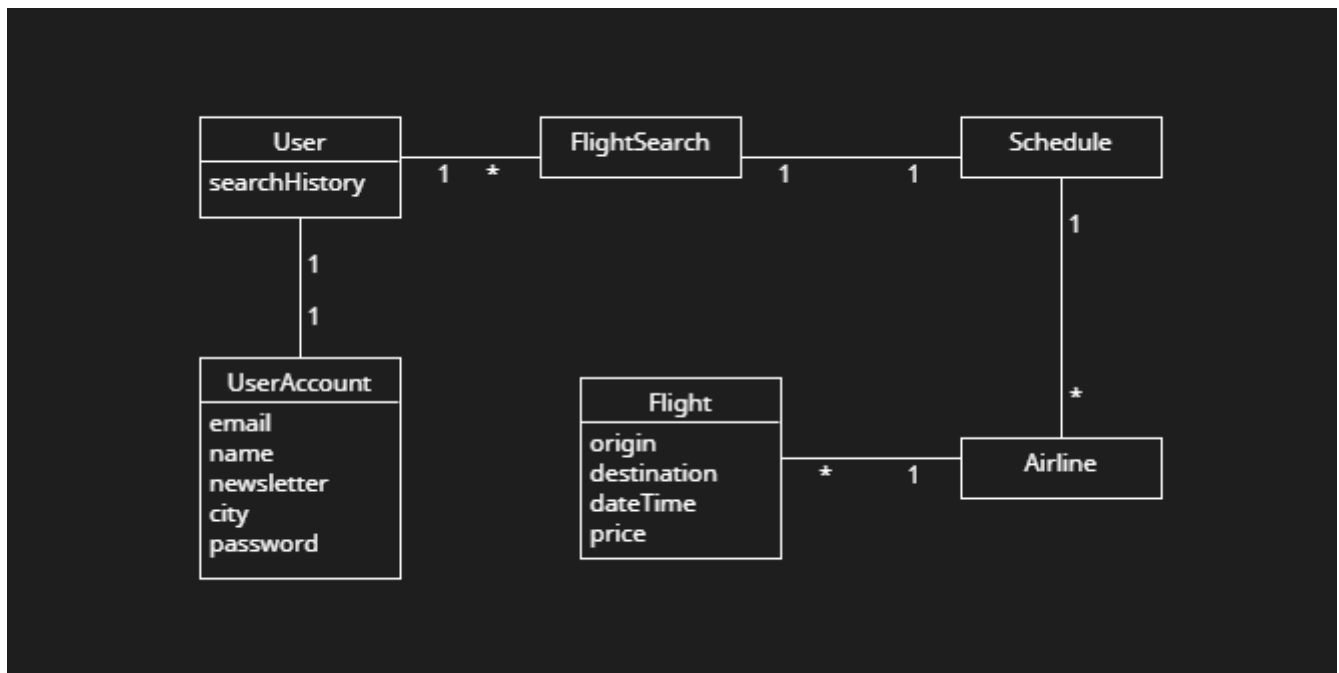 User
searchHistory
1
*
FlightSearch
1
1
Schedule
1
*
1
1
UserAccount
email
name
newsletter
city
password
Flight
origin
destination
dateTime
price
*
1
Airline